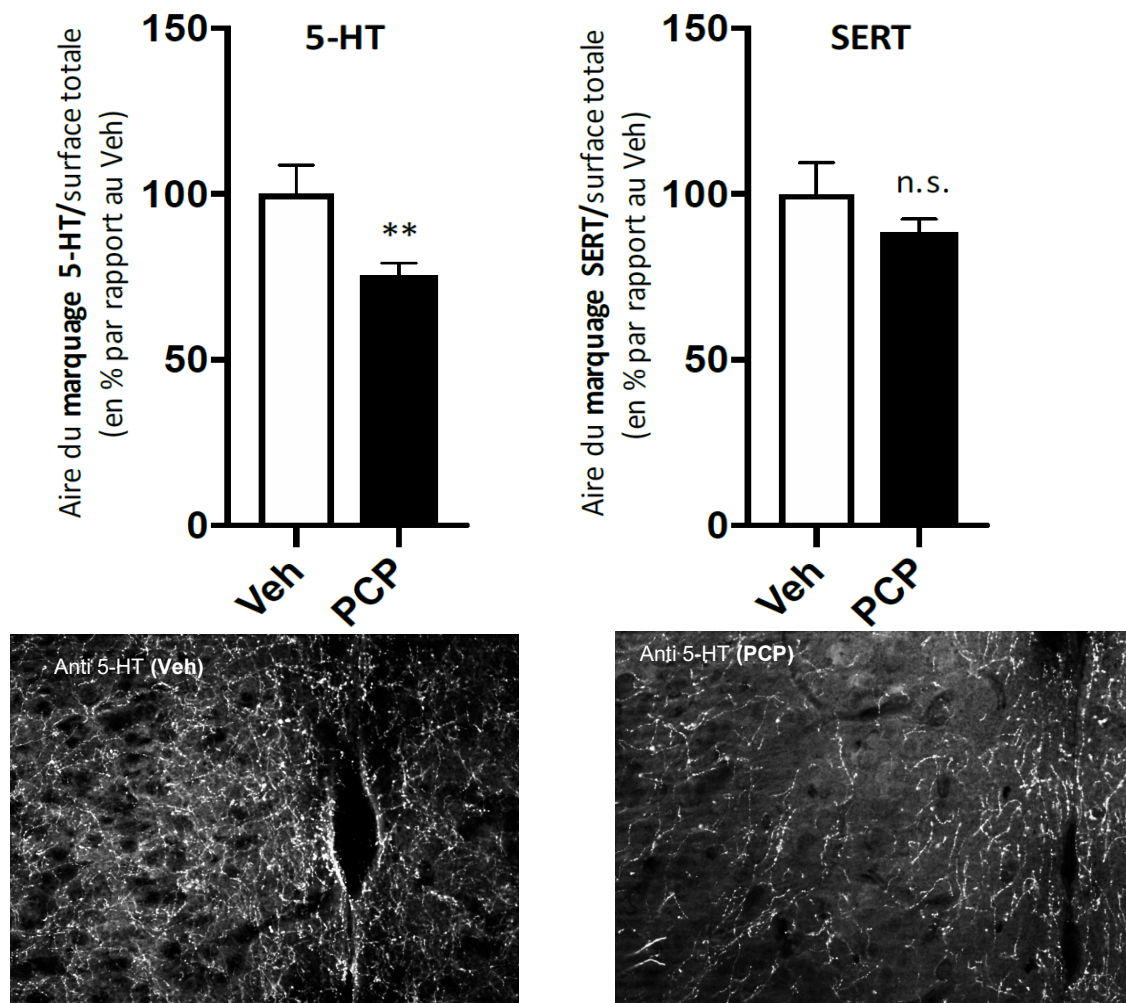 5-HT
Aire du marquage 5-HT/surface totale
(en % par rapport au Veh)
150
100
50
0
**
Veh
PCP
SERT
Aire du marquage SERT/surface totale
(en % par rapport au Veh)
150
100
50
0
n.s.
Veh
PCP
Anti 5-HT (Veh)
Anti 5-HT (PCP)